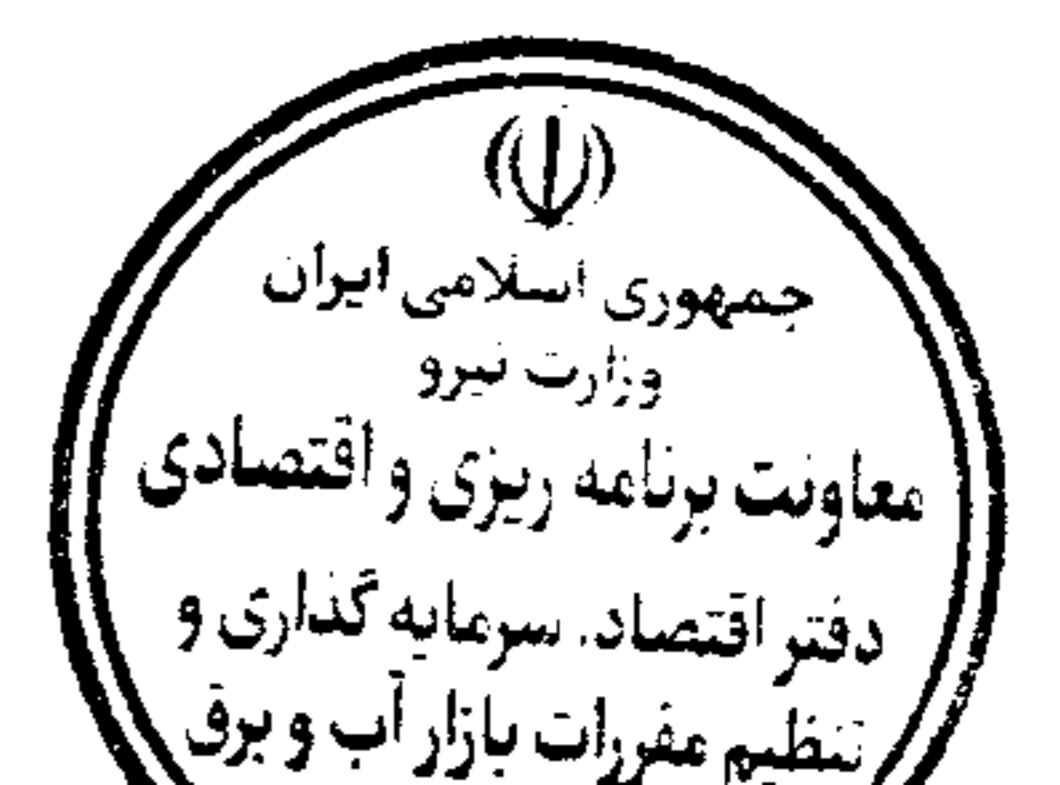 جمهوری اسلامی ایران
وزارت نیرو
معاونت برنامه ریزی و اقتصادی
دفتر اقتصاد، سرمایه گذاری و
تنظیم مقررات بازار آب و برق